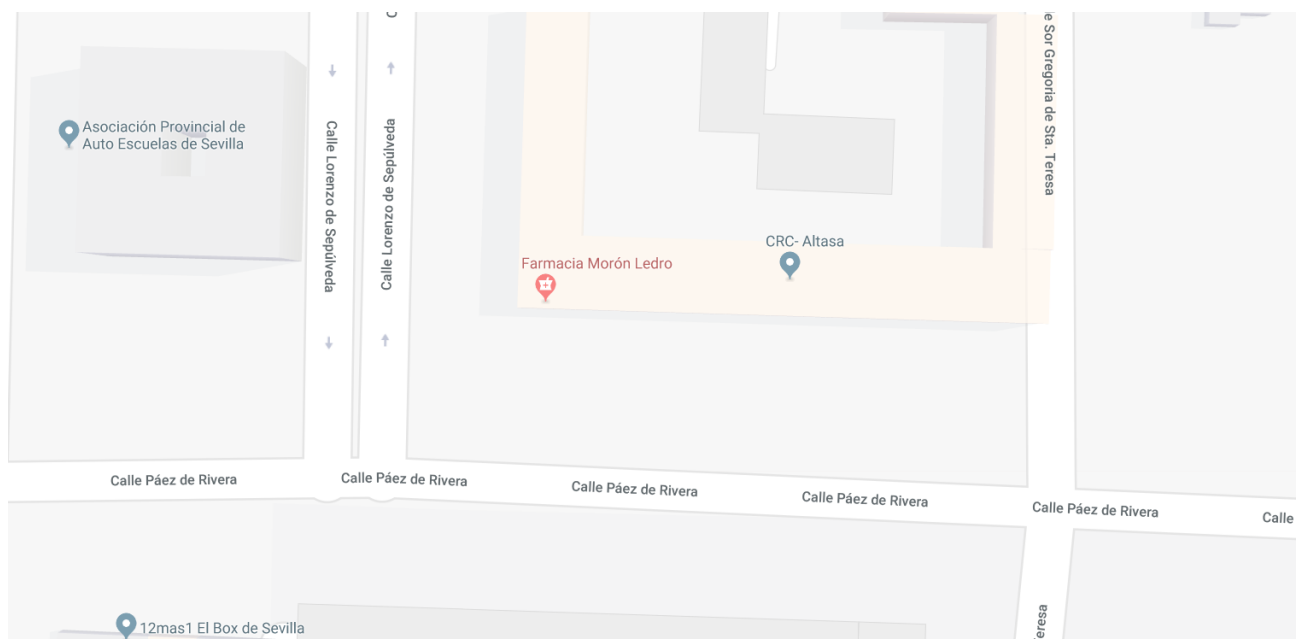 Asociación Provincial de
Auto Escuelas de Sevilla
Calle Lorenzo de Sepúlveda
Calle Lorenzo de Sepúlveda
C
le Sor Gregoria de Sta. Teresa
CRC- Altasa
Farmacia Morón Ledro
Calle Páez de Rivera
Calle Páez de Rivera
Calle Páez de Rivera
Calle Páez de Rivera
Calle Páez de Rivera
Calle
12mas1 El Box de Sevilla
eresa